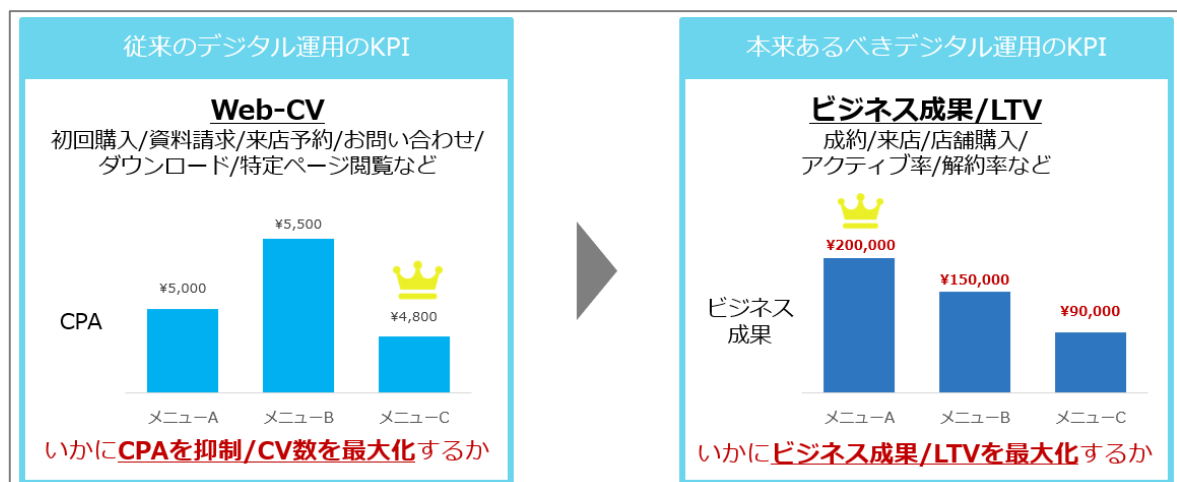 従来のデジタル運用のKPI
Web-CV
初回購入/資料請求/来店予約/お問い合わせ/
ダウンロード/特定ページ閲覧など
¥5,500
¥5,000
¥4,800
CPA
メニューA
メニューB
メニューC
いかにCPAを抑制/CV数を最大化するか
本来あるべきデジタル運用のKPI
ビジネス成果/LTV
成約/来店/店舗購入/
アクティブ率/解約率など
¥200,000
¥150,000
¥90,000
ビジネス
成果
メニューA
メニューB
メニューC
いかにビジネス成果/LTVを最大化するか